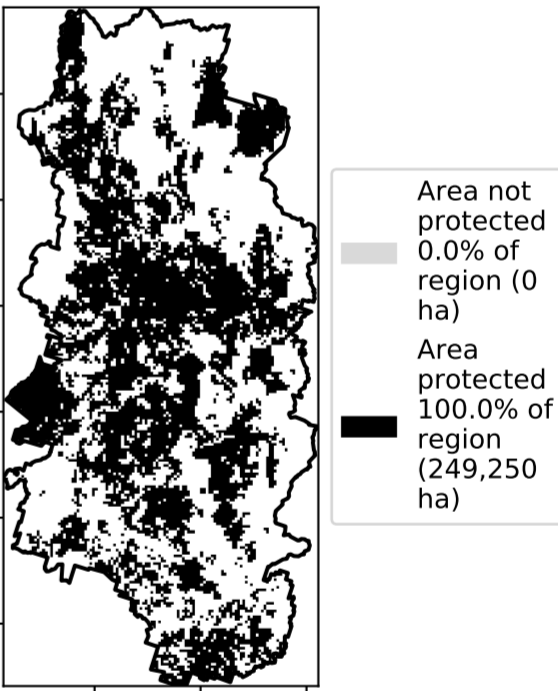 Area not
protected
0.0% of
region (0
ha)
Area
protected
100.0% of
region
(249,250
ha)